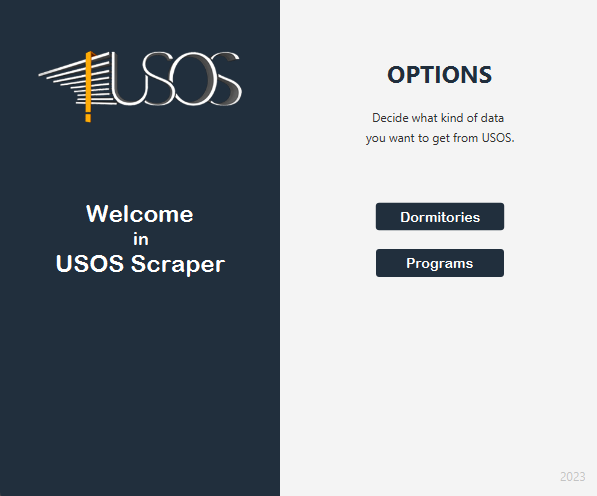 USOS
Welcome
in
USOS Scraper
OPTIONS
Decide what kind of data
you want to get from USOS.
Dormitories
Programs
2023